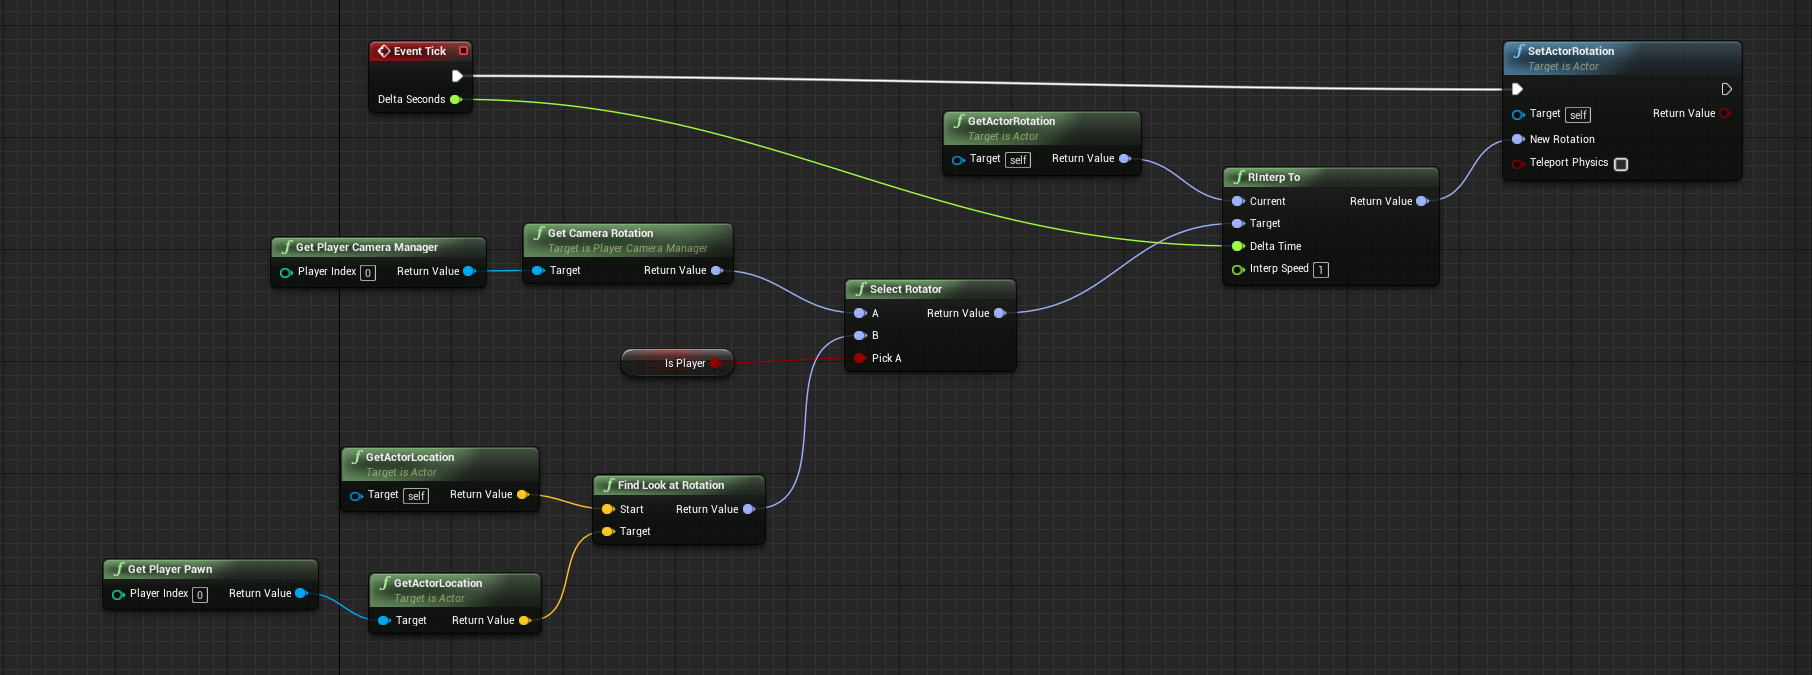 Event Tick
Delta Seconds
SetActorRotation
Target is Actor
Target self
Return Value
New Rotation
Teleport Physics
GetActorRotation
Target is Actor
Target self
Return Value
RInterp To
Current
Return Value
Target
Delta Time
Interp Speed 1
Get Player Camera Manager
Player Index 0
Return Value
Get Camera Rotation
Target is Player Camera Manager
Target
Return Value
Select Rotator
A
Return Value
B
Pick A
Is Player
GetActorLocation
Target is Actor
Target self
Return Value
Find Look at Rotation
Start
Return Value
Target
Get Player Pawn
Player Index 0
Return Value
GetActorLocation
Target is Actor
Target
Return Value